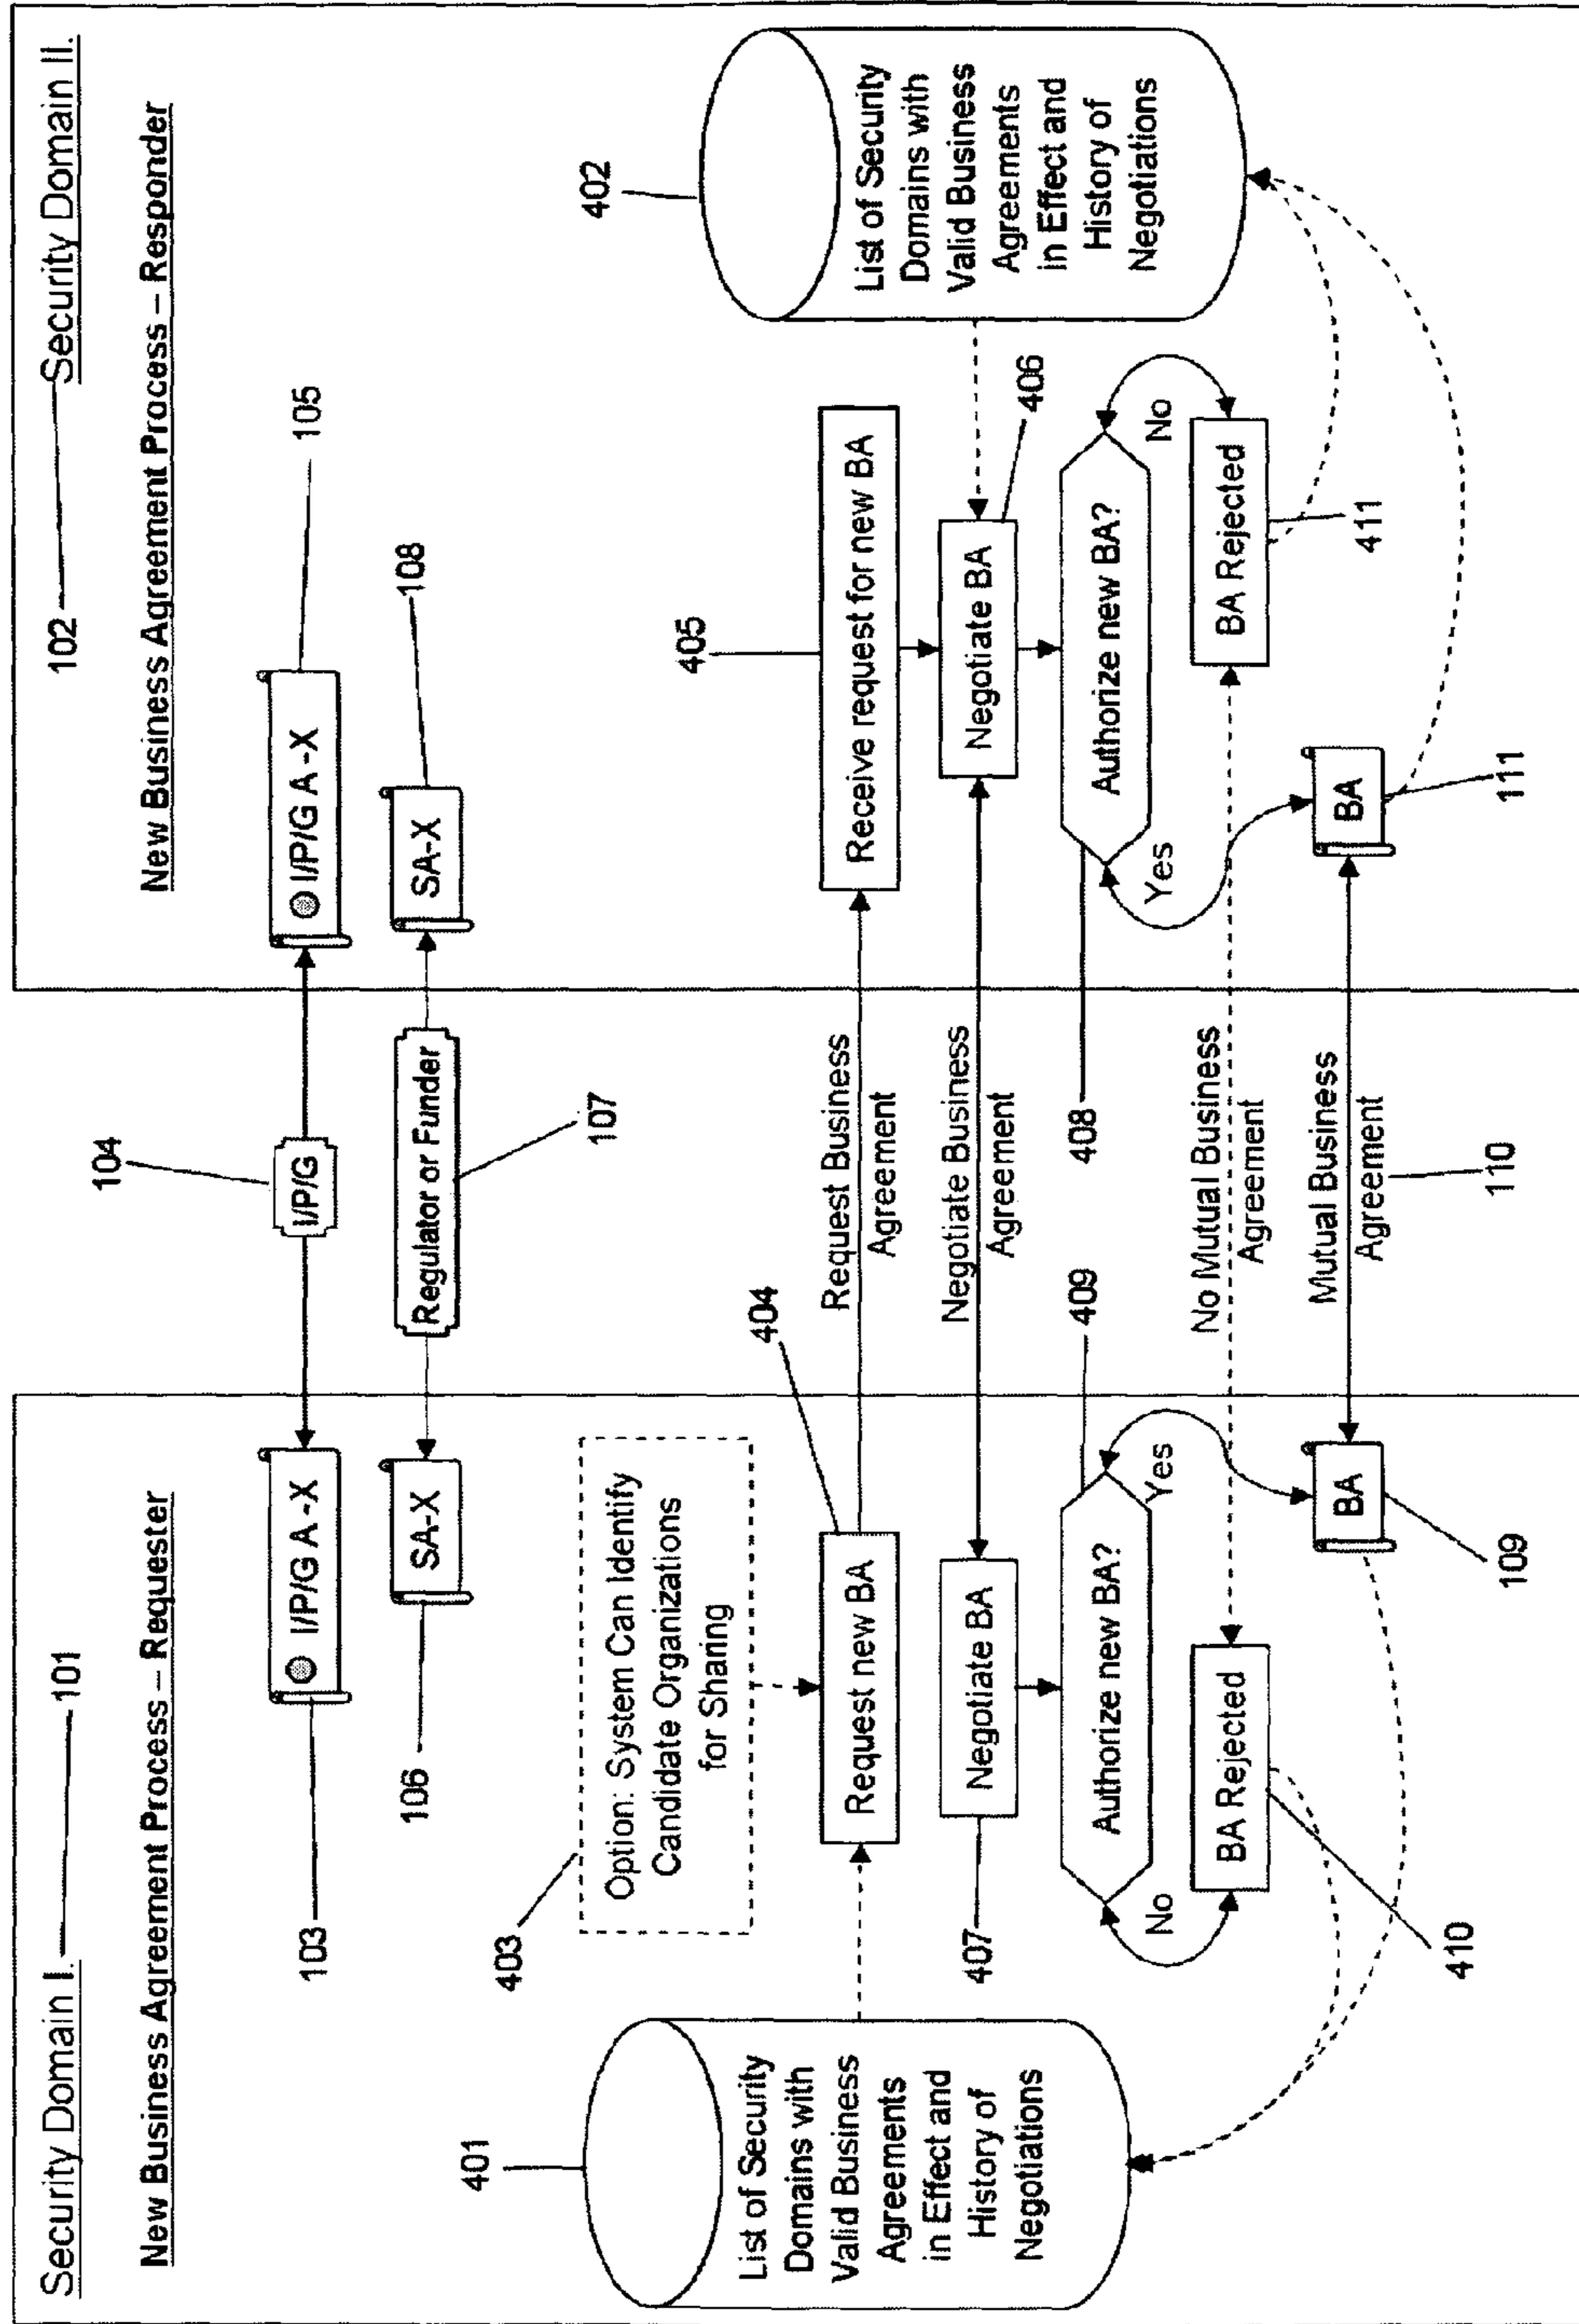 Security Domain I.
101
New Business Agreement Process – Requester
103
I/P/G A -X
106
SA-X
403
Option: System Can Identify
Candidate Organizations
for Sharing
401
List of Security
Domains with
Valid Business
Agreements
in Effect and
History of
Negotiations
404
Request new BA
407
Negotiate BA
409
Authorize new BA?
No
Yes
BA Rejected
410
BA
109
104
I/P/G
Regulator or Funder
107
Request Business
Agreement
Negotiate Business
Agreement
408
No Mutual Business
Agreement
Mutual Business
Agreement
110
102
Security Domain II.
New Business Agreement Process – Responder
105
I/P/G A -X
108
SA-X
402
List of Security
Domains with
Valid Business
Agreements
in Effect and
History of
Negotiations
405
Receive request for new BA
Negotiate BA
406
Authorize new BA?
Yes
No
BA Rejected
411
BA
111